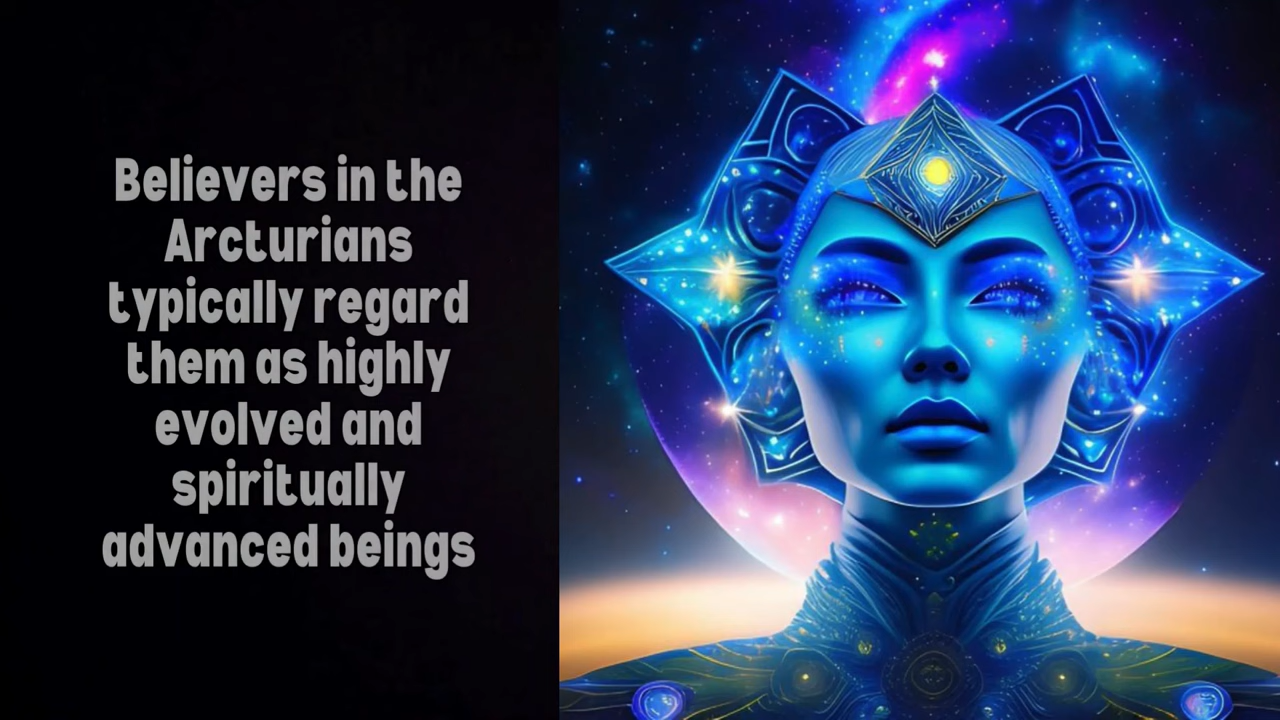 Believers in the
Arcturians
typically regard
them as highly
evolved and
spiritually
advanced beings